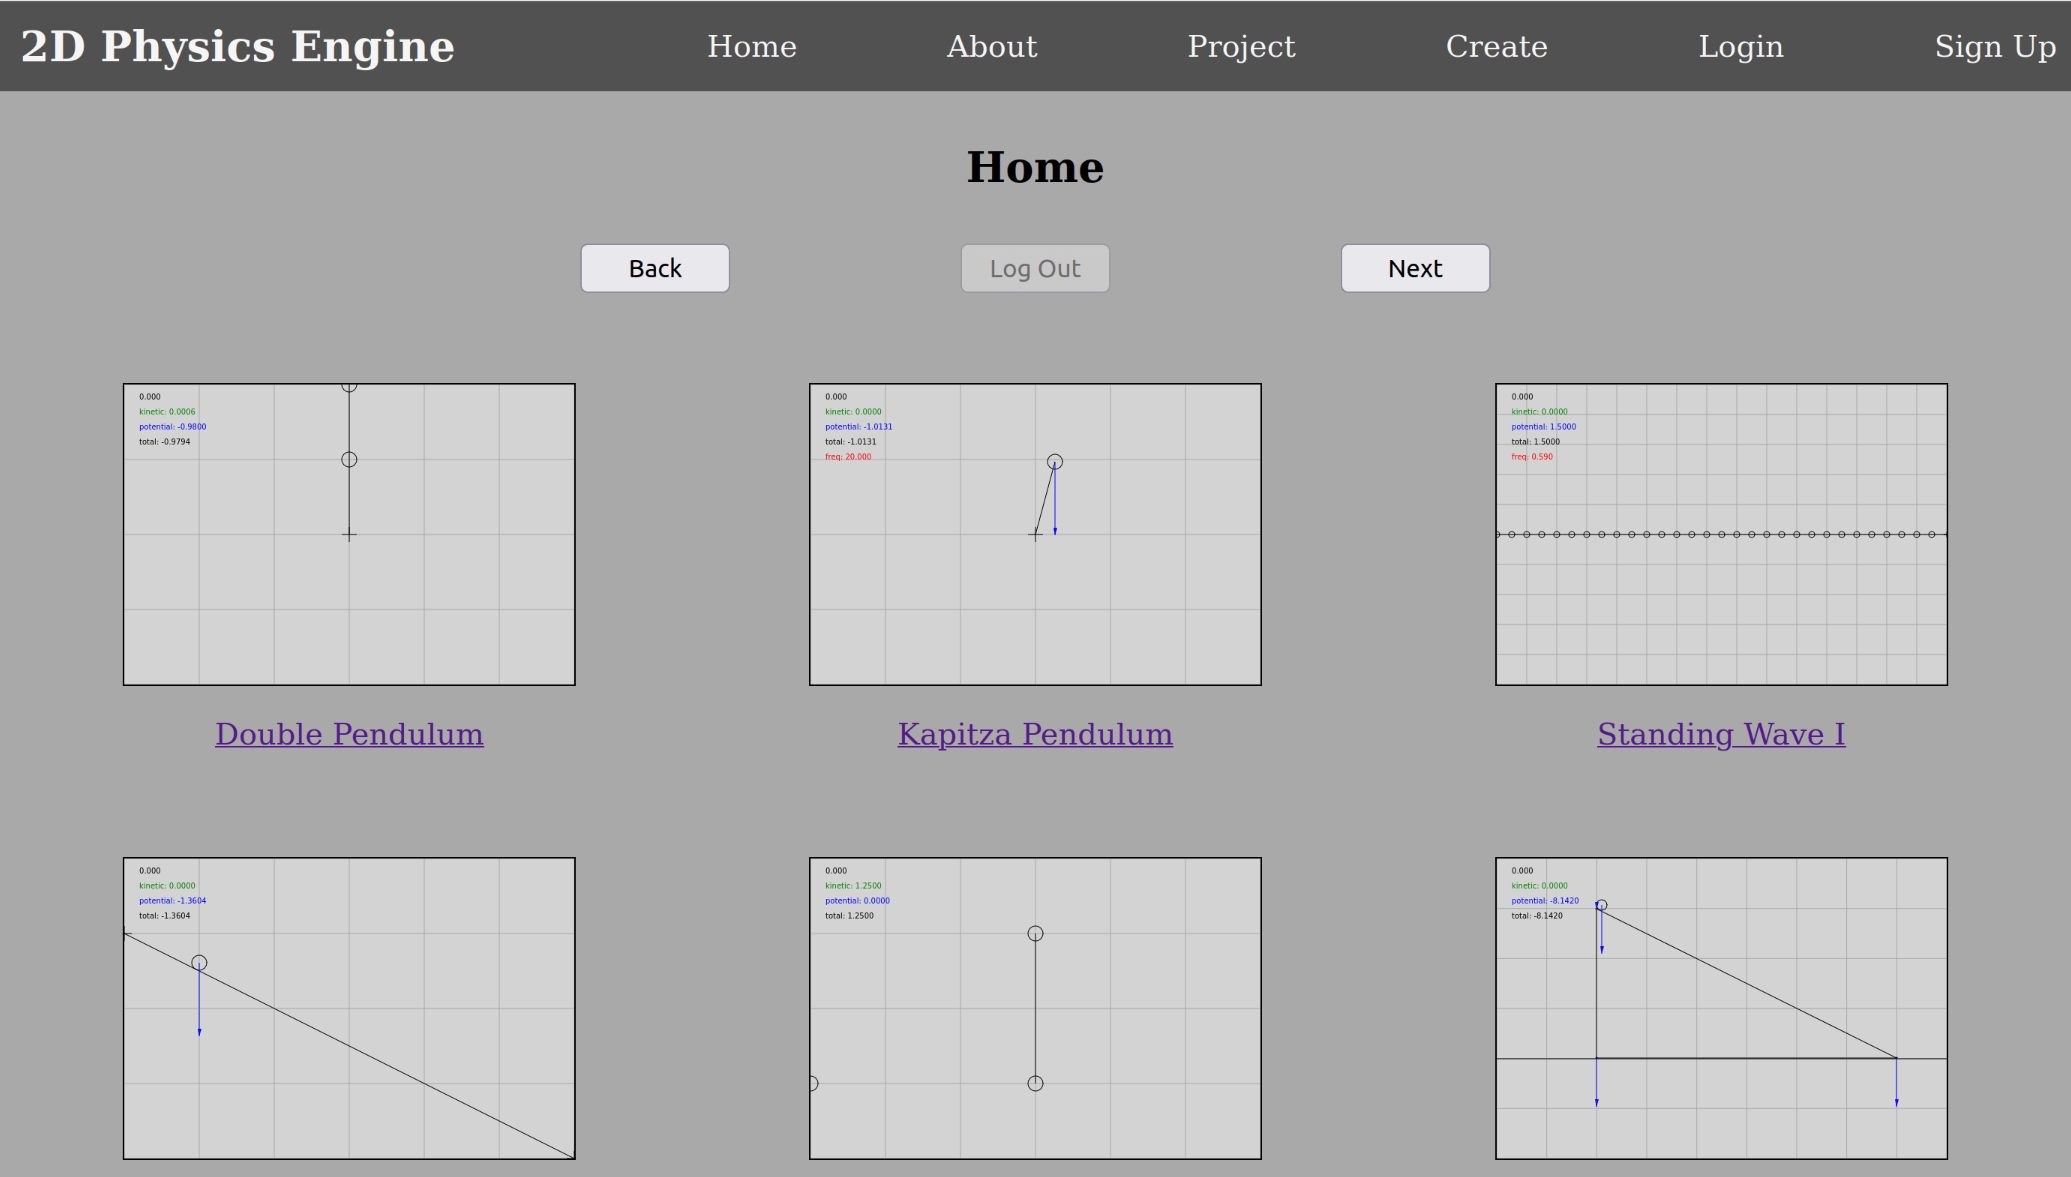 2D Physics Engine Home About Project Create Login Sign Up
Home
Back Log Out Next
0.000
kinetic: 0.0006
potential: -0.9800
total: -0.9794
Double Pendulum
0.000
kinetic: 0.0000
potential: -1.0131
total: -1.0131
freq: 20.000
Kapitza Pendulum
0.000
kinetic: 0.0000
potential: 1.5000
total: 1.5000
freq: 0.590
Standing Wave I
0.000
kinetic: 0.0000
potential: -1.3604
total: -1.3604
0.000
kinetic: 1.2500
potential: 0.0000
total: 1.2500
0.000
kinetic: 0.0000
potential: -8.1420
total: -8.1420